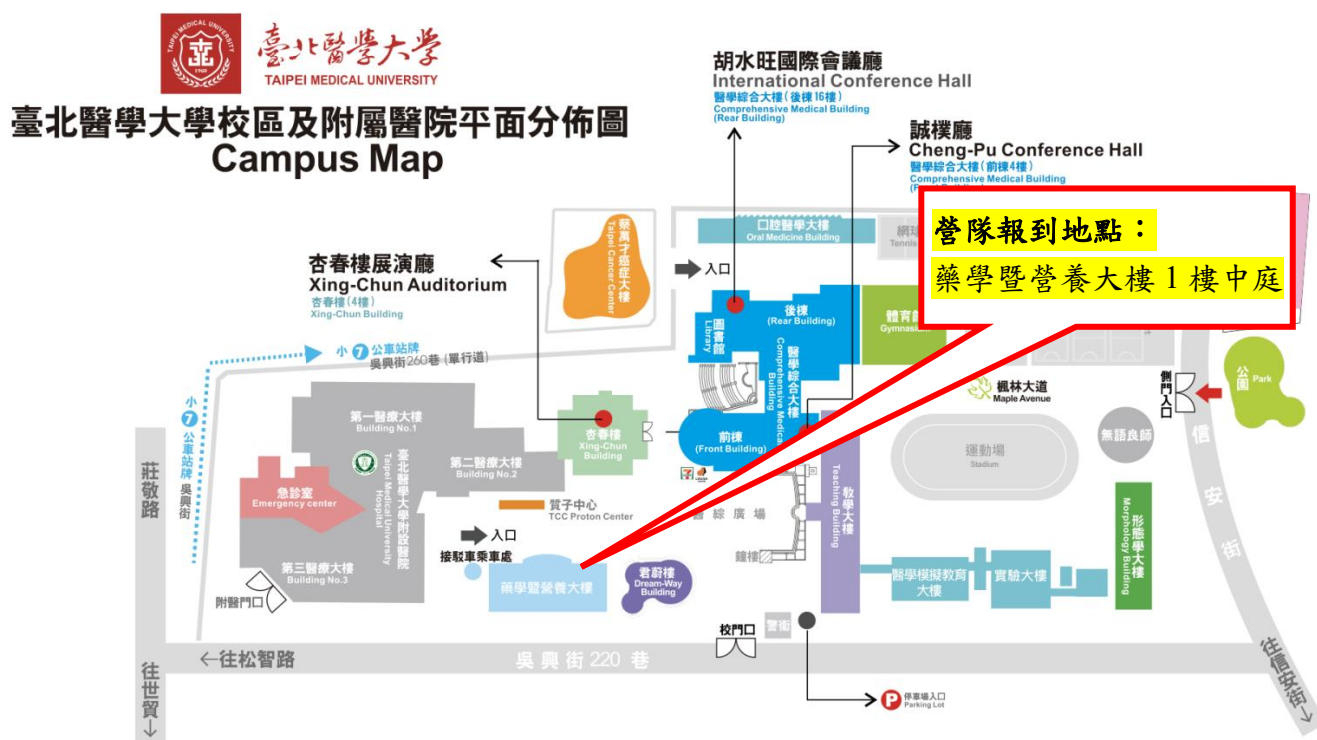 臺北醫學大學
TAIPEI MEDICAL UNIVERSITY
TAIPEI MEDICAL UNIVERSITY
1960
臺北醫學大學校區及附屬醫院平面分佈圖
Campus Map
胡水旺國際會議廳
International Conference Hall
醫學綜合大樓(後棟16樓)
Comprehensive Medical Building
(Rear Building)
誠樸廳
Cheng-Pu Conference Hall
醫學綜合大樓(前棟4樓)
Comprehensive Medical Building
營隊報到地點：
藥學暨營養大樓 1 樓中庭
杏春樓展演廳
Xing-Chun Auditorium
杏春樓(4樓)
Xing-Chun Building
蔡萬才癌症大樓
Taipei Cancer Center
入口
口腔醫學大樓
Oral Medicine Building
網
Tennis
圖書館
Library
後棟
(Rear Building)
醫學綜合大樓
Comprehensive Medical Building
前棟
(Front Building)
體育
Gymnasiu
楓林大道
Maple Avenue
側門入口
公園 Park
小 7 公車站牌
吳興街260巷 (單行道)
小 7 公車站牌 吳興街
第一醫療大樓
Building No.1
第二醫療大樓
Building No.2
臺北醫學大學附設醫院
Taipei Medical University Hospital
急診室
Emergency center
第三醫療大樓
Building No.3
附醫門口
杏春樓
Xing-Chun
Building
7
ELEVEN
質子中心
TCC Proton Center
入口
接駁車乘車處
藥學暨營養大樓
君蔚樓
Dream-Way
Building
醫綜廣場
鐘樓
教學大樓
Teaching Building
運動場
Stadium
無語良師
形態學大樓
Morphology Building
醫學模擬教育
大樓
實驗大樓
校門口
警衛
莊敬路
往世貿↓
←往松智路
吳興街220巷
信安街
往信安街↓
P 停車場入口
Parking Lot